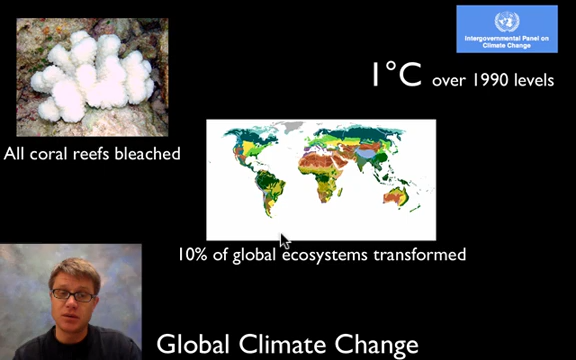 Intergovernmental Panel on
Climate Change
1°C over 1990 levels
All coral reefs bleached
10% of global ecosystems transformed
Global Climate Change